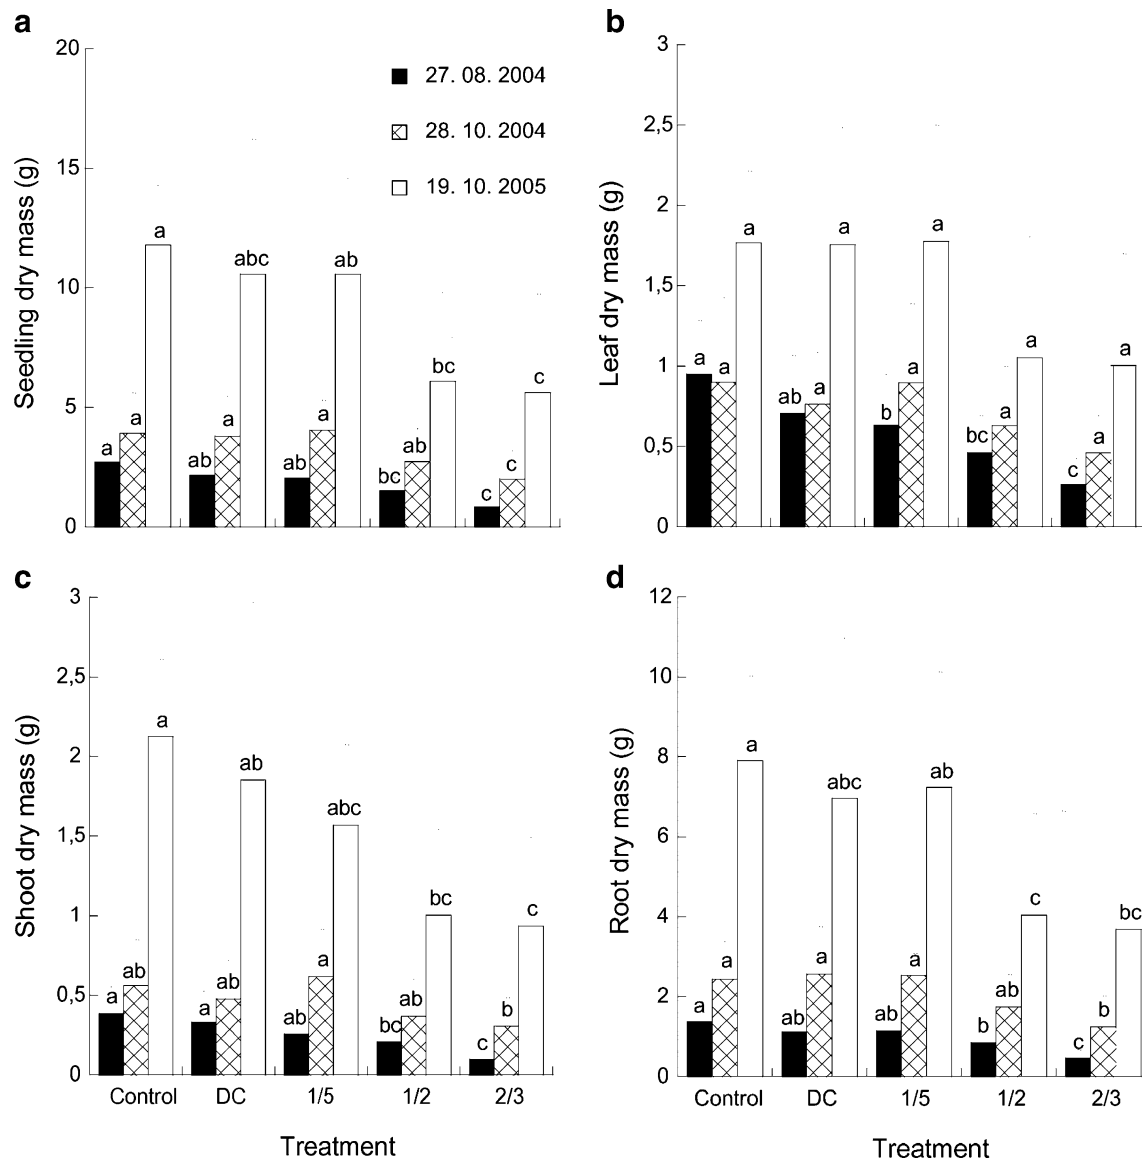 a
20
15
10
5
0
Seedling dry mass (g)
27. 08. 2004
28. 10. 2004
19. 10. 2005
a a a
ab a abc
ab a ab
bc ab bc
c c c
b
3
2,5
2
1,5
1
0,5
0
Leaf dry mass (g)
a a a
ab a a
b a a
bc a a
c a a
c
3
2,5
2
1,5
1
0,5
0
Shoot dry mass (g)
a ab a
a ab ab
ab a abc
bc ab bc
c b c
Control DC 1/5 1/2 2/3
Treatment
d
12
10
8
6
4
2
0
Root dry mass (g)
a a a
ab a abc
ab a ab
b ab c
c b bc
Control DC 1/5 1/2 2/3
Treatment